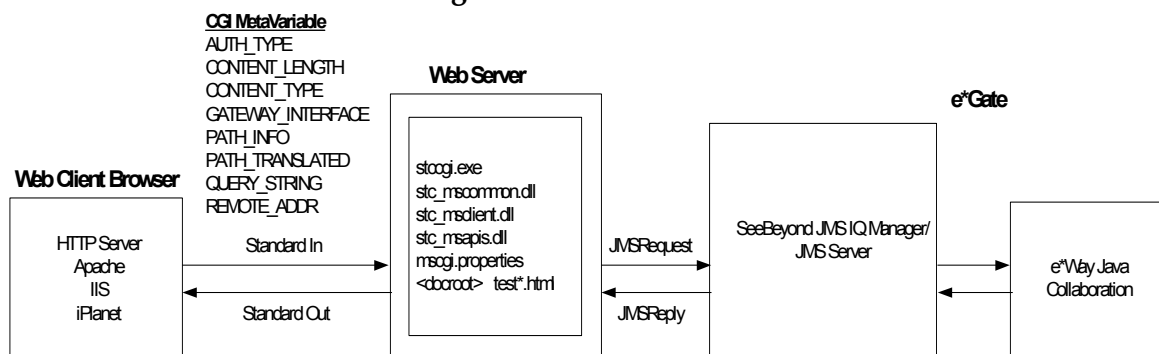 CGI MetaVariable
AUTH_TYPE
CONTENT_LENGTH
CONTENT_TYPE
GATEWAY_INTERFACE
PATH_INFO
PATH_TRANSLATED
QUERY_STRING
REMOTE_ADDR
Web Client Browser
HTTP Server
Apache
IIS
iPlanet
Standard In
Standard Out
Web Server
stccgi.exe
stc_mscommon.dll
stc_msclient.dll
stc_msapis.dll
mscgi.properties
<docroot> test*.html
JMSRequest
JMSReply
SeeBeyond JMS IQ Manager/
JMS Server
e*Gate
e*Way Java
Collaboration